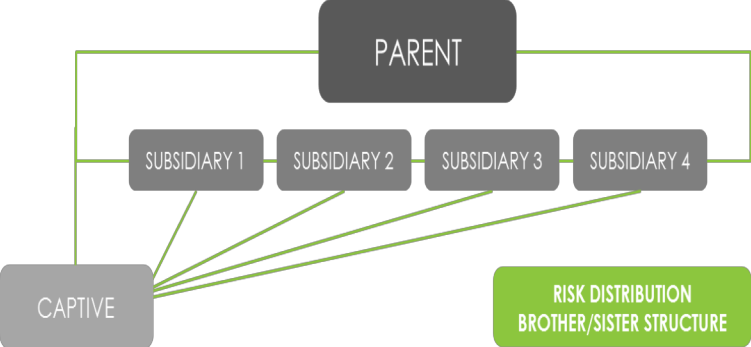 PARENT
SUBSIDIARY 1
SUBSIDIARY 2
SUBSIDIARY 3
SUBSIDIARY 4
CAPTIVE
RISK DISTRIBUTION
BROTHER/SISTER STRUCTURE